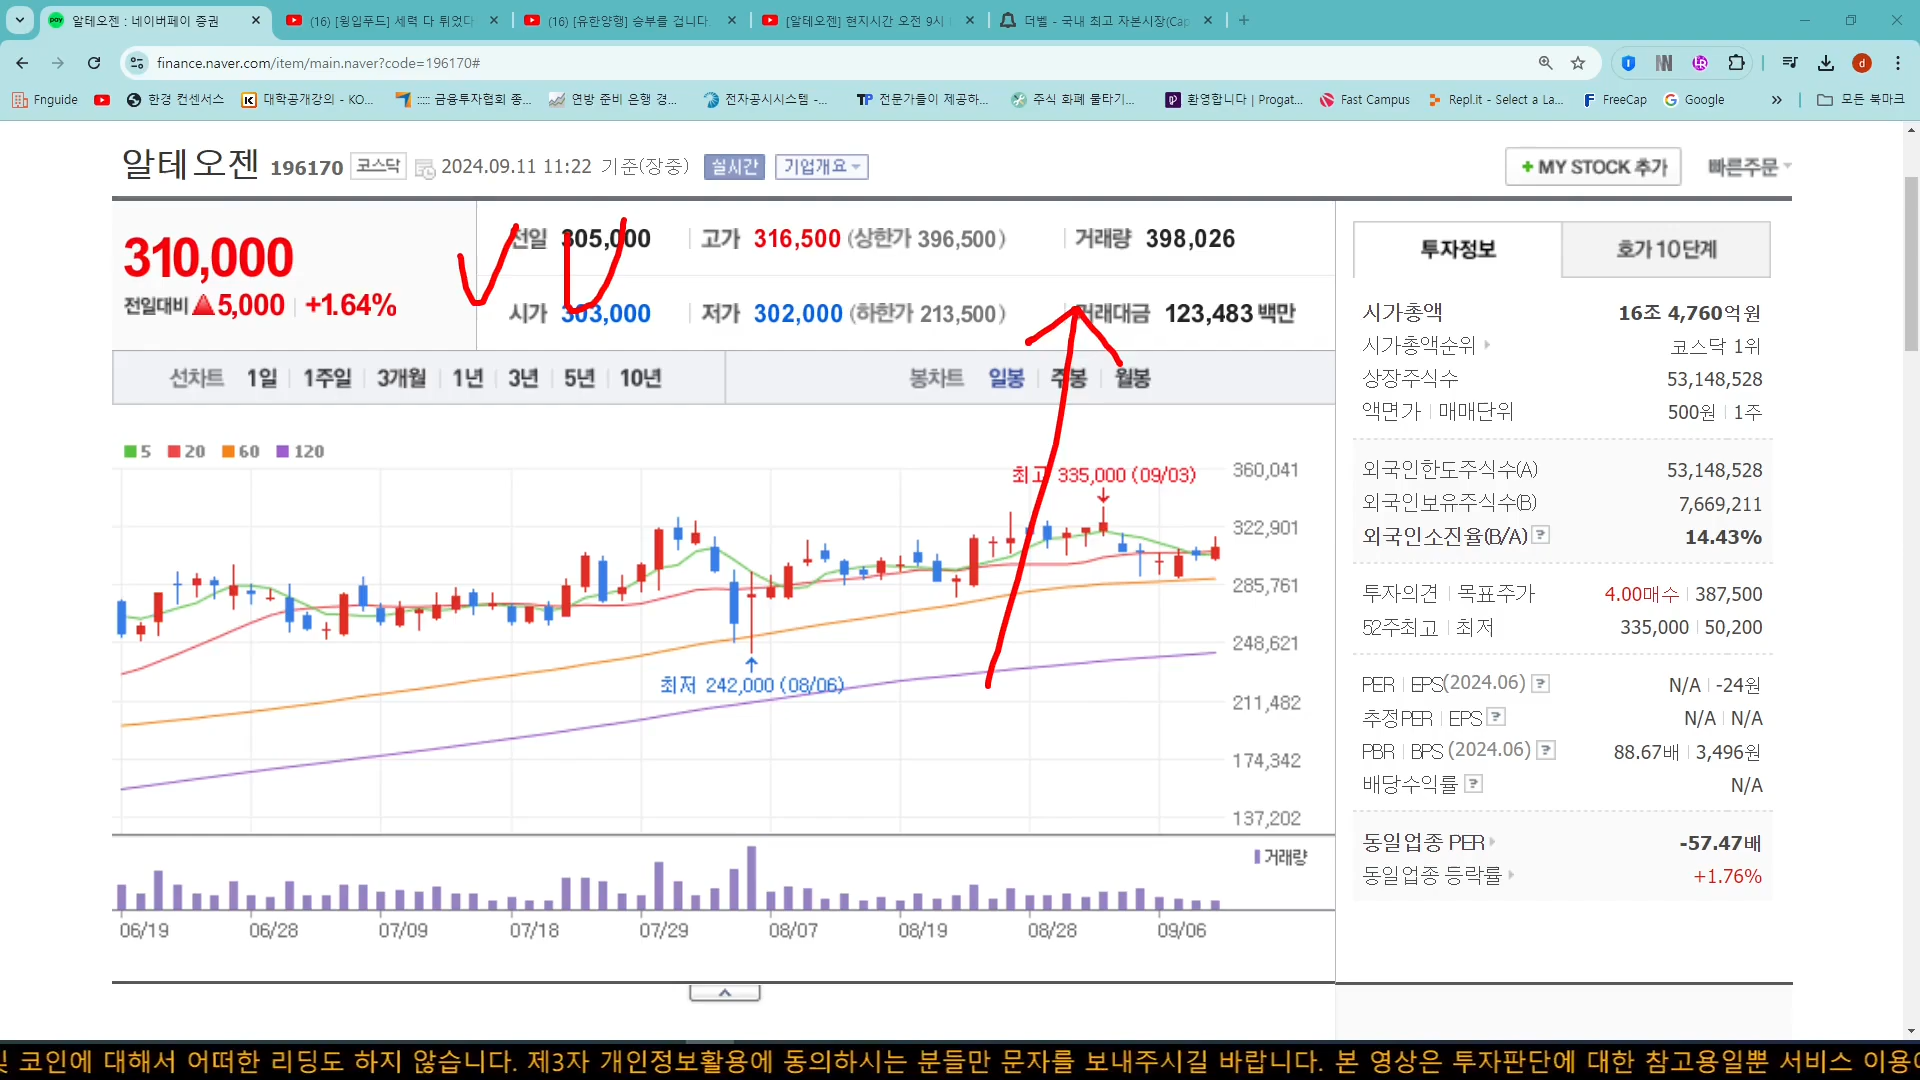 알테오젠 : 네이버페이 증권
(16) [윙입푸드] 세력 다 튀었다
(16) [유한양행] 승부를 겁니다.
[알테오젠] 현지시간 오전 9시
더벨 - 국내 최고 자본시장(Cap
finance.naver.com/item/main.naver?code=196170#
Fnguide
한경 컨센서스
대학공개강의 - KO...
::::: 금융투자협회 종...
연방 준비 은행 경...
전자공시시스템 -...
전문가들이 제공하...
주식 화폐 물타기...
환영합니다 | Progat...
Fast Campus
Repl.it - Select a La...
FreeCap
Google
모든 북마크
알테오젠 196170 코스닥 2024.09.11 11:22 기준(장중) 실시간 기업개요
+ MY STOCK 추가 빠른주문
310,000
전일대비 ▲5,000 +1.64%
전일 305,000 고가 316,500 (상한가 396,500) 거래량 398,026
시가 303,000 저가 302,000 (하한가 213,500) 거래대금 123,483 백만
선차트 1일 1주일 3개월 1년 3년 5년 10년 봉차트 일봉 주봉 월봉
5 20 60 120
최고 335,000 (09/03)
최저 242,000 (08/06)
360,041
322,901
285,761
248,621
211,482
174,342
137,202
거래량
06/19 06/28 07/09 07/18 07/29 08/07 08/19 08/28 09/06
투자정보 호가 10단계
시가총액 16조 4,760억원
시가총액순위 코스닥 1위
상장주식수 53,148,528
액면가 매매단위 500원 1주
외국인한도주식수(A) 53,148,528
외국인보유주식수(B) 7,669,211
외국인소진율(B/A) ? 14.43%
투자의견 목표주가 4.00매수 387,500
52주최고 최저 335,000 50,200
PER EPS(2024.06) ? N/A -24원
추정PER EPS ? N/A N/A
PBR BPS (2024.06) ? 88.67배 3,496원
배당수익률 ? N/A
동일업종 PER -57.47배
동일업종 등락률 +1.76%
및 코인에 대해서 어떠한 리딩도 하지 않습니다. 제3자 개인정보활용에 동의하시는 분들만 문자를 보내주시길 바랍니다. 본 영상은 투자판단에 대한 참고용일뿐 서비스 이용에